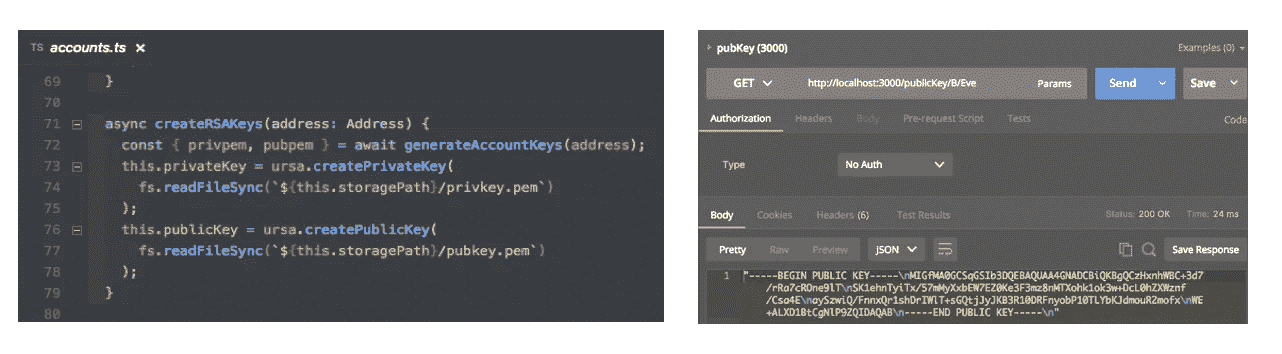 TS accounts.ts ×
69 }
70
71 async createRSAKeys(address: Address) {
72 const { privpem, pubpem } = await generateAccountKeys(address);
73 this.privateKey = ursa.createPrivateKey(
74 fs.readFileSync(`${this.storagePath}/privkey.pem`)
75 );
76 this.publicKey = ursa.createPublicKey(
77 fs.readFileSync(`${this.storagePath}/pubkey.pem`)
78 );
79 }
80
pubKey (3000) Examples (0)
GET http://localhost:3000/publicKey/B/Eve Params Send Save
Authorization Headers Body Pre-request Script Tests Code
Type No Auth
Body Cookies Headers (6) Test Results Status: 200 OK Time: 24 ms
Pretty Raw Preview JSON Save Response
1 "-----BEGIN PUBLIC KEY-----\nMIGfMA0GCSqGSIb3DQEBAQUAA4GNADCBiQKBgQCzHxnhWBC+3d7
/rRa7cROne9lT\nSK1ehnTyiTx/57mMyXxbEW7EZ0Ke3F3mz8nMTXohk1ok3w+DcL0hZXWznf
/Csa4E\naySzwiQ/FnnxQr1shDrIWlT+sGQtjJyJKB3R10DRFnyobP10TLYbKJdmouRZmofx\nWE
+ALXD1BtCgNlP9ZQIDAQAB\n-----END PUBLIC KEY-----\n"